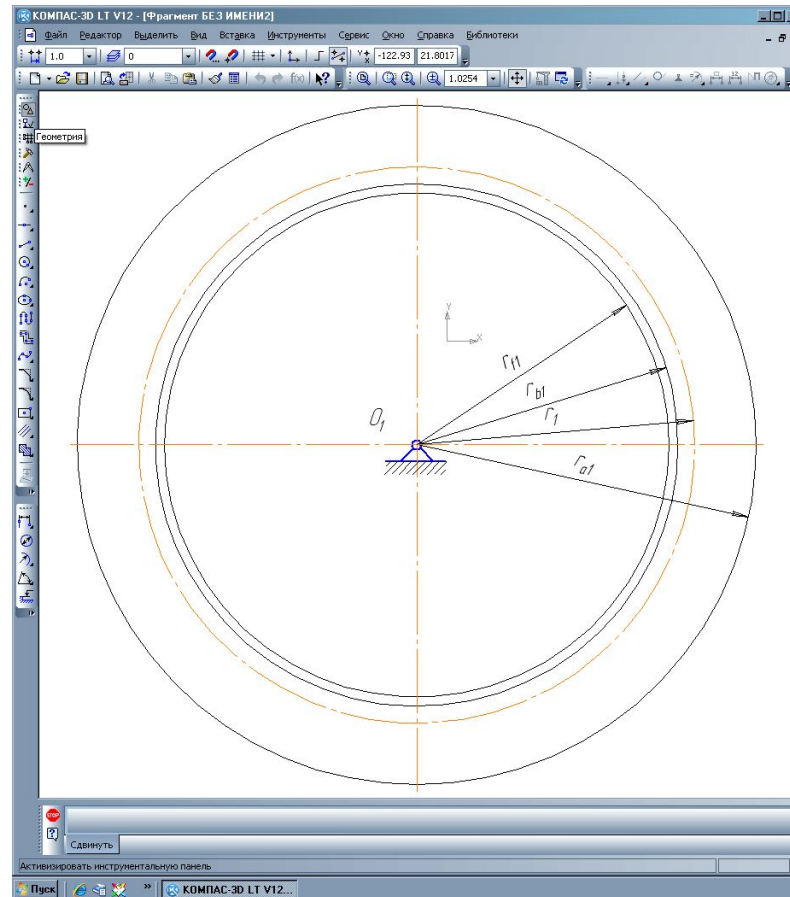 КОМПАС-3D LT V12 - [Фрагмент БЕЗ ИМЕНИ2]
Файл Редактор Выделить Вид Вставка Инструменты Сервис Окно Справка Библиотеки
1.0 0 -122.93 21.8017
1.0254
Геометрия
Y
X
rf1
rb1
r1
O1
ra1
Сдвинуть
Активизировать инструментальную панель
Пуск » КОМПАС-3D LT V12...